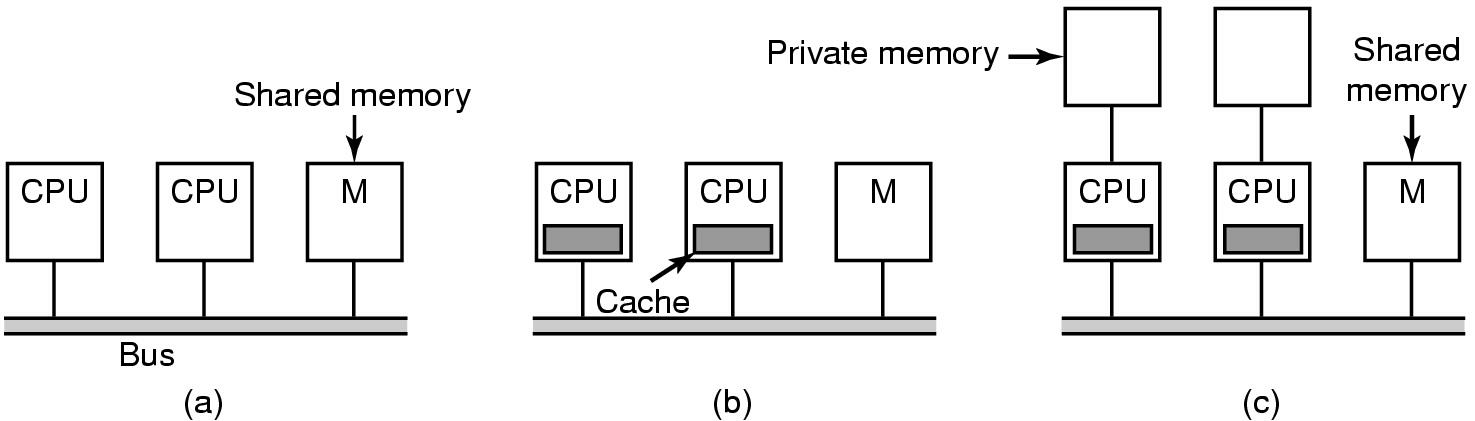 Private memory
Shared
memory
Shared memory
CPU
CPU
M
CPU
CPU
M
CPU
CPU
M
Cache
Bus
(a)
(b)
(c)